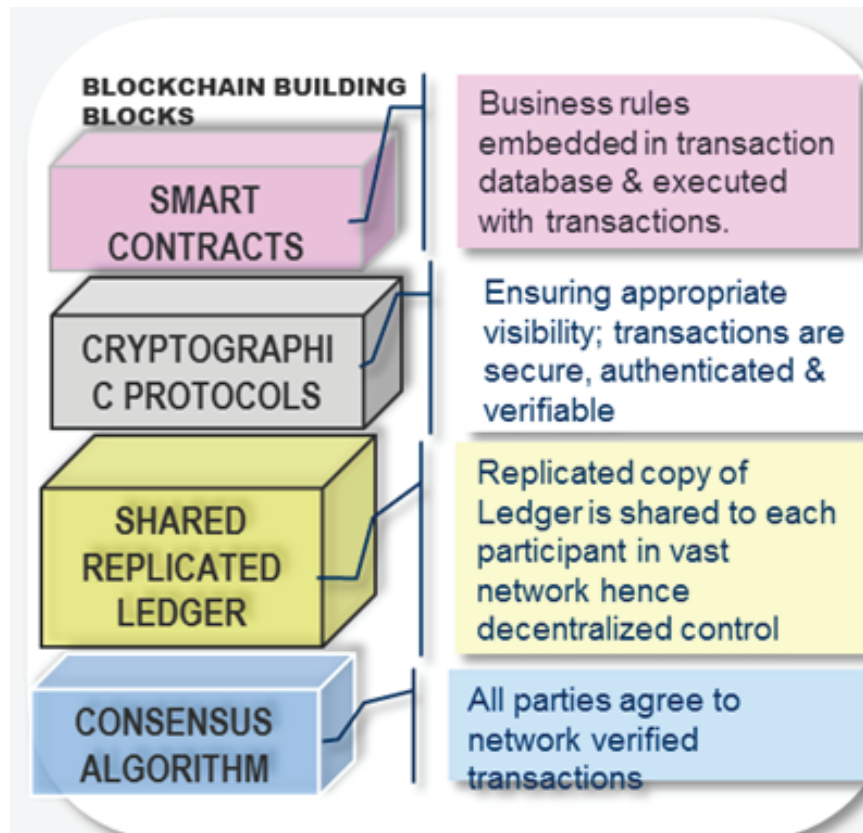 BLOCKCHAIN BUILDING
BLOCKS
SMART
CONTRACTS
Business rules
embedded in transaction
database & executed
with transactions.
CRYPTOGRAPHI
C PROTOCOLS
Ensuring appropriate
visibility; transactions are
secure, authenticated &
verifiable
SHARED
REPLICATED
LEDGER
Replicated copy of
Ledger is shared to each
participant in vast
network hence
decentralized control
CONSENSUS
ALGORITHM
All parties agree to
network verified
transactions